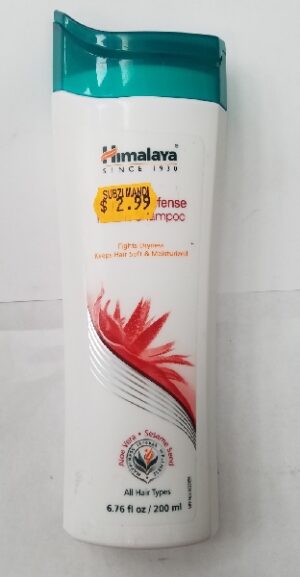 Himalaya
SINCE 1930
SUBZI MANDI
$ 2.99
fense
Fights Dryness
Keeps Hair Soft & Moisturized
Aloe Vera • Sesame Seed
All Hair Types
6.76 fl oz / 200 ml